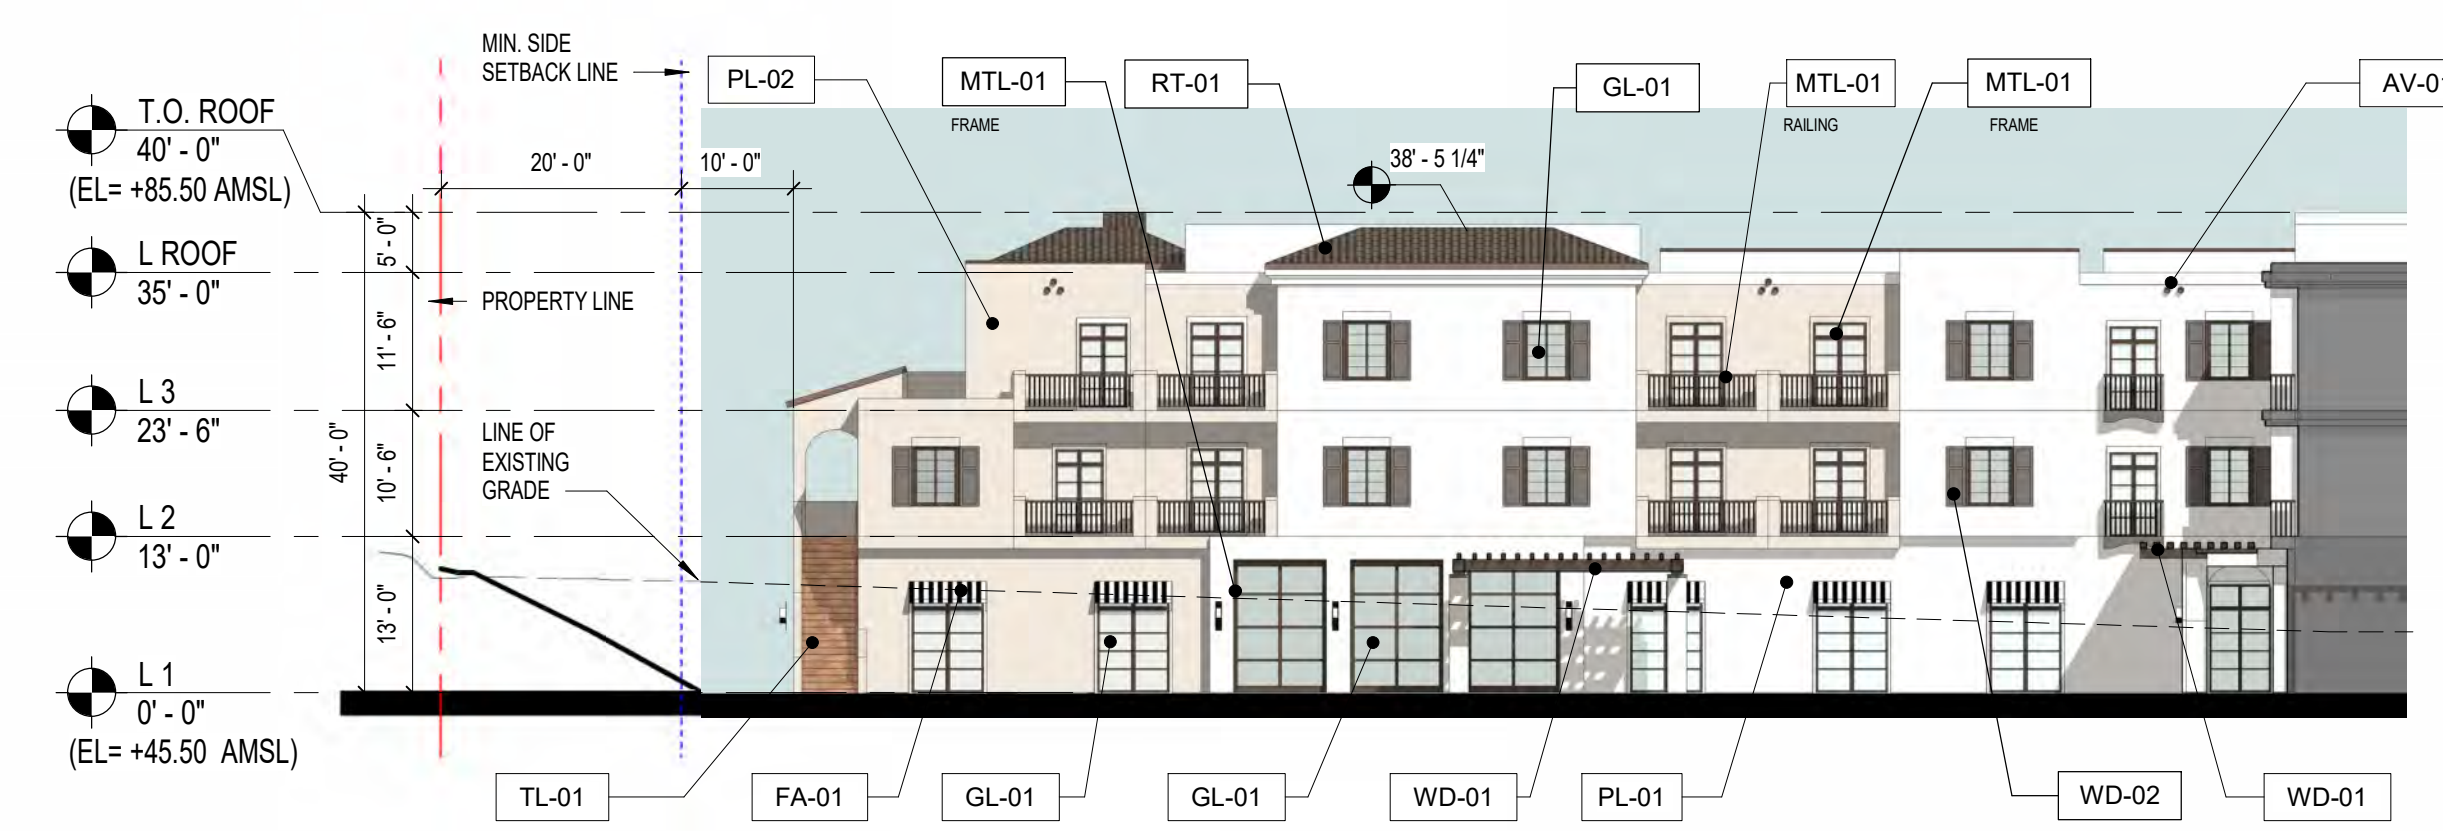 MIN. SIDE
SETBACK LINE
PL-02
MTL-01
FRAME
RT-01
GL-01
MTL-01
RAILING
MTL-01
FRAME
AV-01
T.O. ROOF
40' - 0"
(EL= +85.50 AMSL)
20' - 0"
10' - 0"
38' - 5 1/4"
5' - 0"
L ROOF
35' - 0"
PROPERTY LINE
11' - 6"
L 3
23' - 6"
40' - 0"
10' - 6"
LINE OF
EXISTING
GRADE
L 2
13' - 0"
13' - 0"
L 1
0' - 0"
(EL= +45.50 AMSL)
TL-01
FA-01
GL-01
GL-01
WD-01
PL-01
WD-02
WD-01